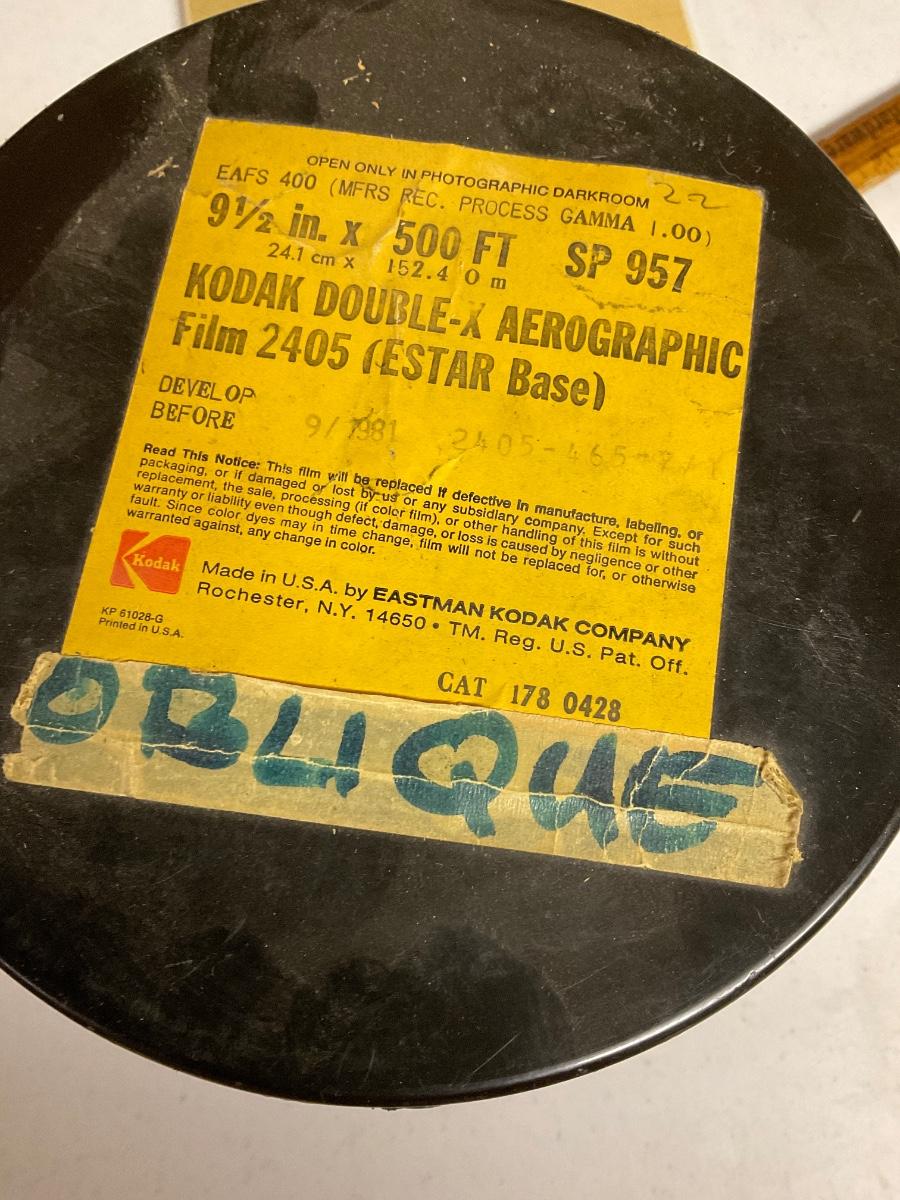 OPEN ONLY IN PHOTOGRAPHIC DARKROOM
22
EAFS 400 (MFRS REC. PROCESS GAMMA 1.00)
9½ in. x 500 FT SP 957
24.1 cm x 152.40 m
KODAK DOUBLE-X AEROGRAPHIC
Film 2405 (ESTAR Base)
DEVELOP
BEFORE 9/1981 2405-465-
Read This Notice: This film will be replaced if defective in manufacture, labeling, or
packaging, or if damaged or lost by us or any subsidiary company. Except for such
replacement, the sale, processing (if color film), or other handling of this film is without
warranty or liability even though defect, damage, or loss is caused by negligence or other
fault. Since color dyes may in time change, film will not be replaced for, or otherwise
warranted against, any change in color.
Kodak
Made in U.S.A. by EASTMAN KODAK COMPANY
Rochester, N.Y. 14650 • TM. Reg. U.S. Pat. Off.
KP 61028-G
Printed in U.S.A.
CAT 178 0428
OBLIQUE